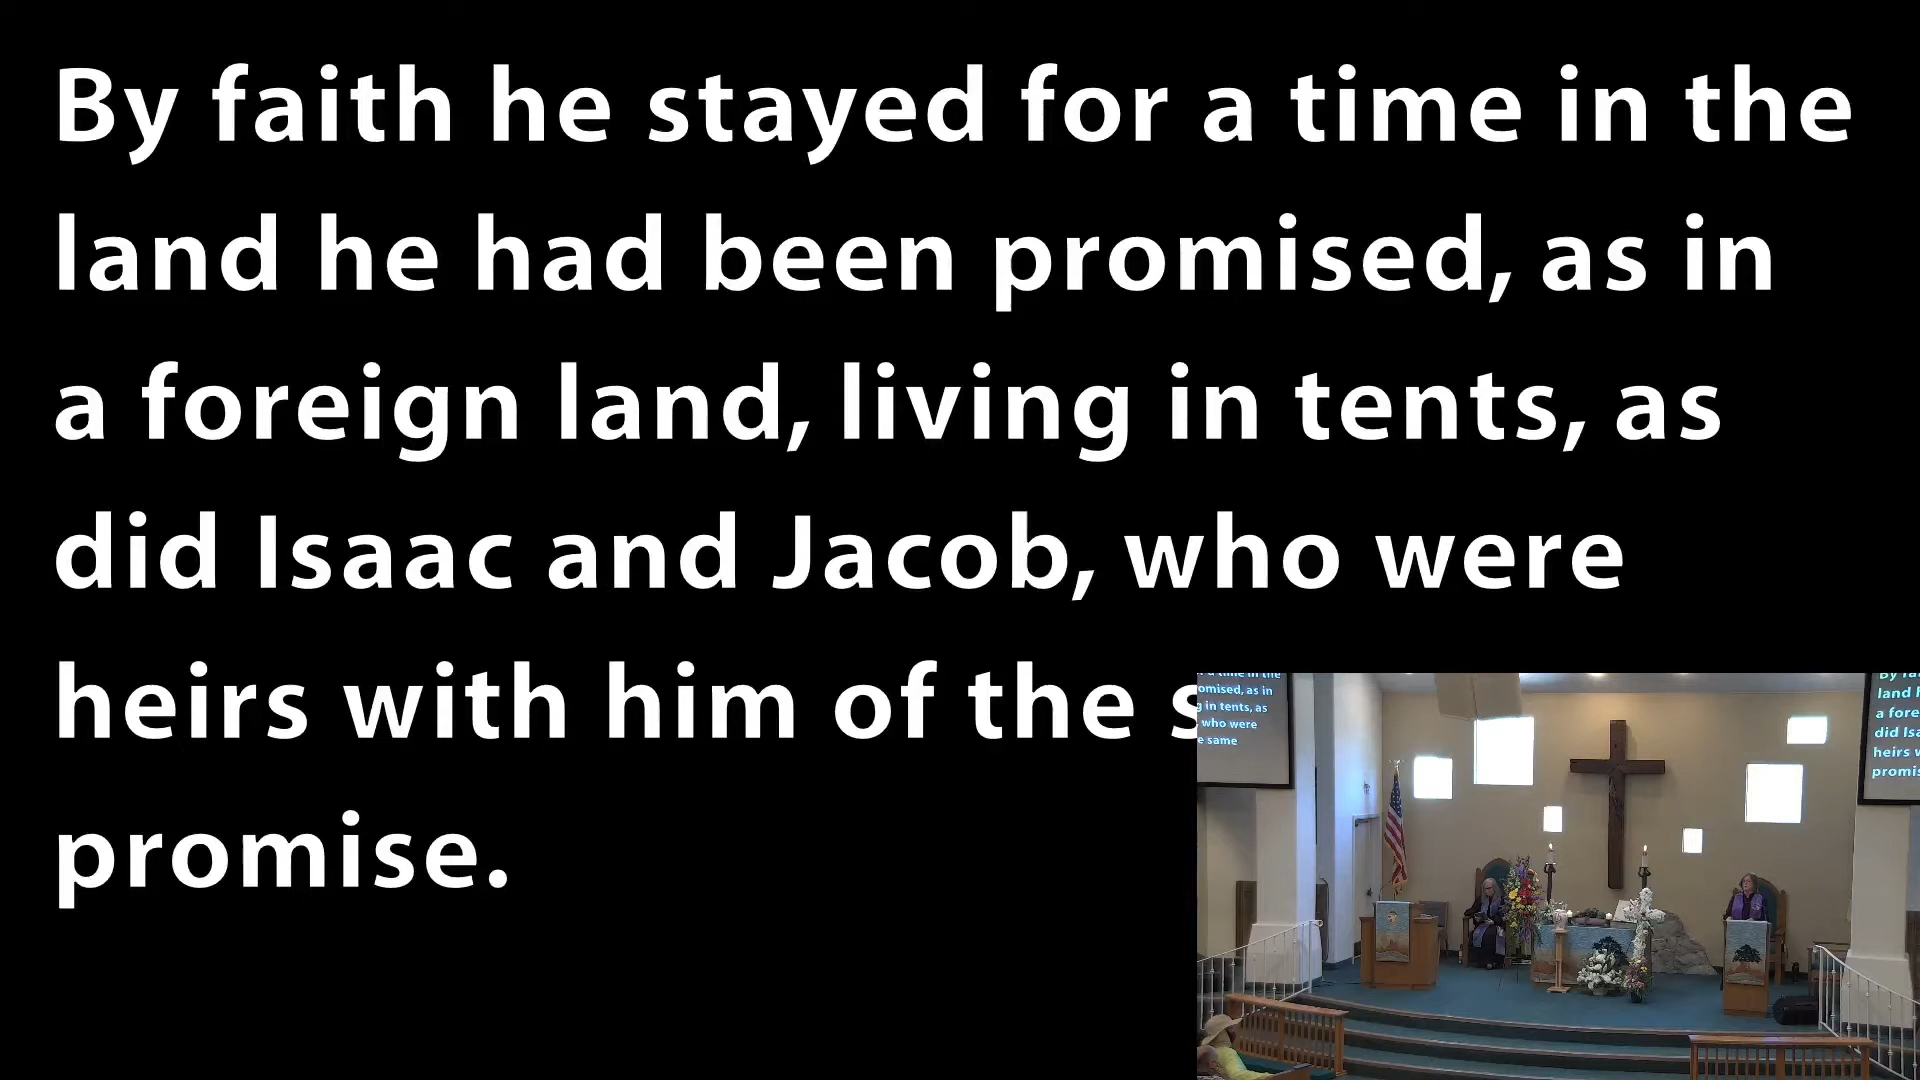 By faith he stayed for a time in the
land he had been promised, as in
a foreign land, living in tents, as
did Isaac and Jacob, who were
heirs with him of the
promise.
omised, as in
in tents, as
who were
same
land
a fore
did Isa
heirs
promis